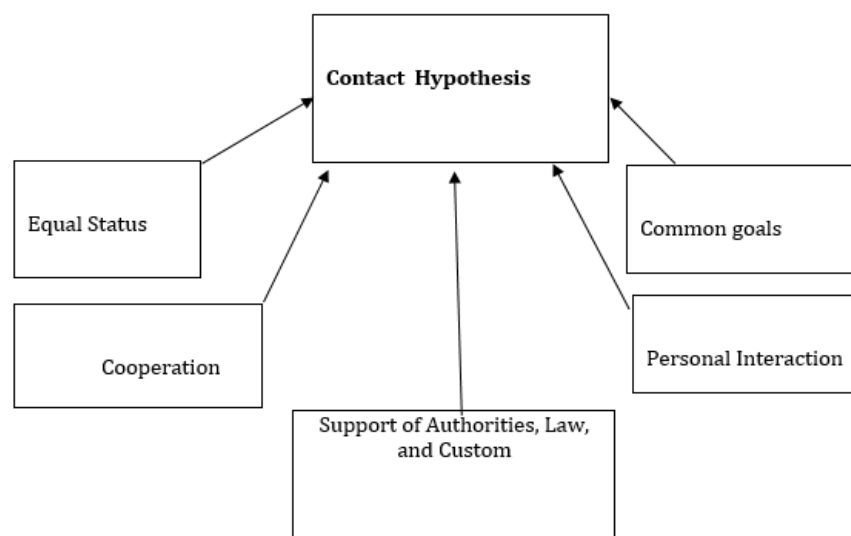 Contact Hypothesis
Equal Status
Common goals
Cooperation
Personal Interaction
Support of Authorities, Law,
and Custom